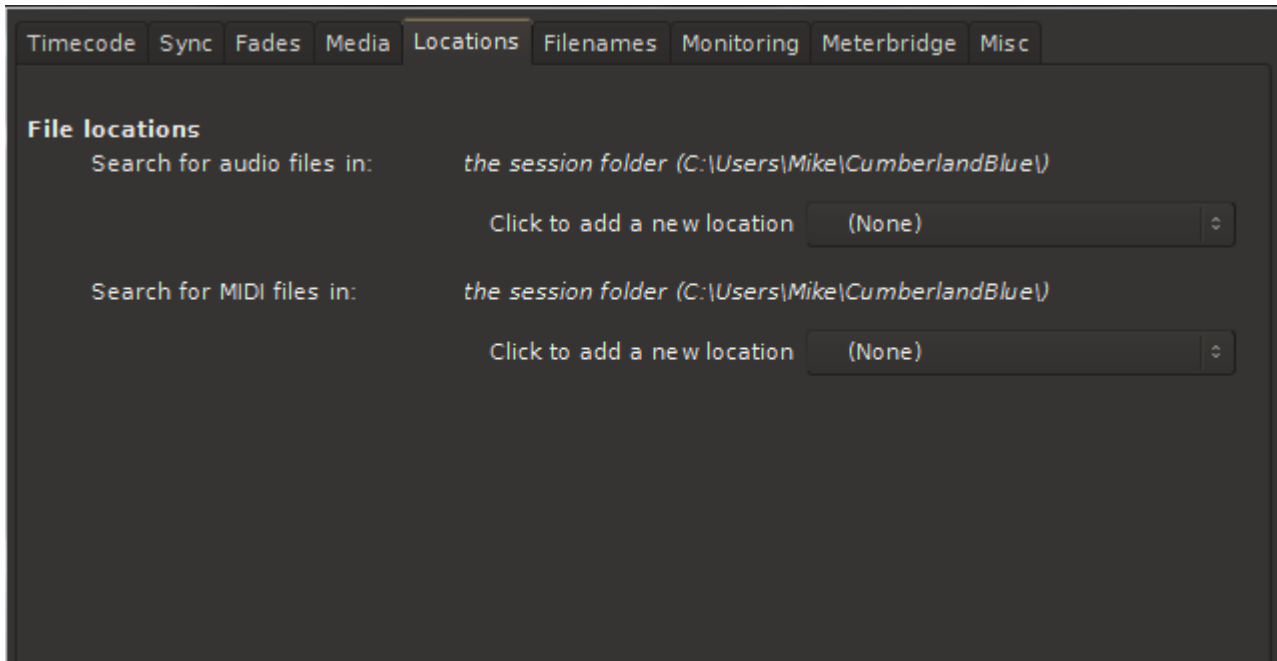 Timecode Sync Fades Media Locations Filenames Monitoring Meterbridge Misc
File locations
Search for audio files in: the session folder (C:\Users\Mike\CumberlandBlue\)
Click to add a new location (None)
Search for MIDI files in: the session folder (C:\Users\Mike\CumberlandBlue\)
Click to add a new location (None)